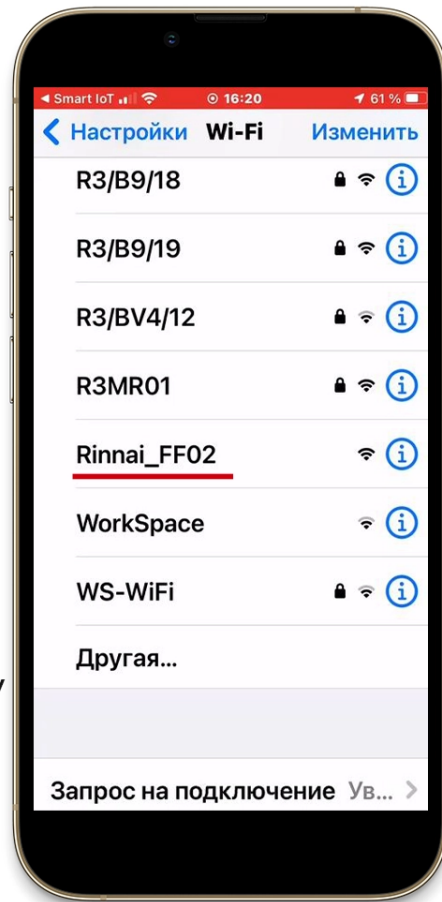 Smart IoT 16:20 61 %
Настройки Wi-Fi Изменить
R3/B9/18
R3/B9/19
R3/BV4/12
R3MR01
Rinnai_FF02
WorkSpace
WS-WiFi
Другая...
у
Запрос на подключение Ув... >